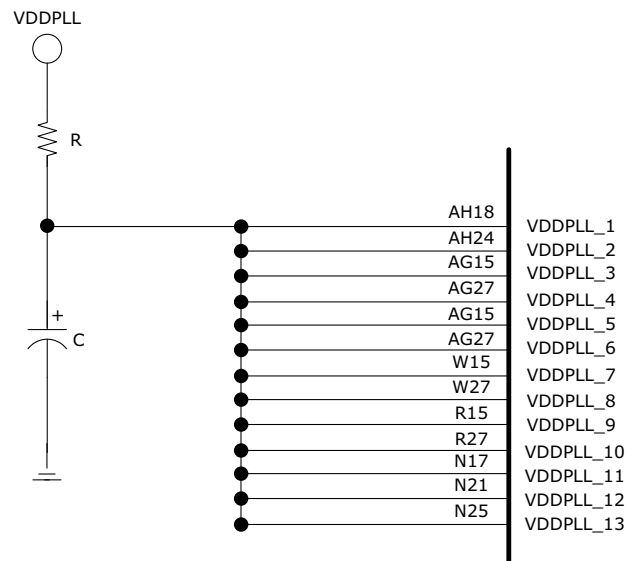 VDDPLL
R
AH18 VDDPLL_1
AH24 VDDPLL_2
AG15 VDDPLL_3
AG27 VDDPLL_4
AG15 VDDPLL_5
AG27 VDDPLL_6
W15 VDDPLL_7
W27 VDDPLL_8
R15 VDDPLL_9
R27 VDDPLL_10
N17 VDDPLL_11
N21 VDDPLL_12
N25 VDDPLL_13
+
C